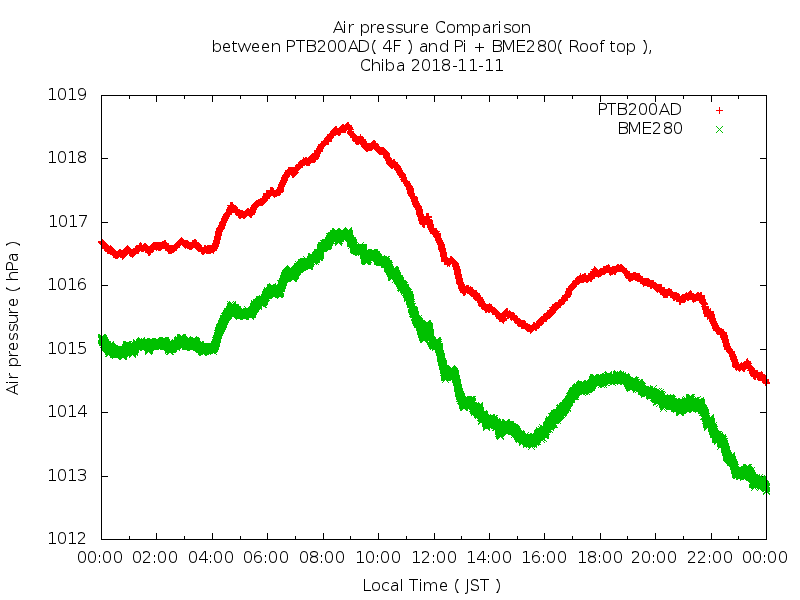 Air pressure Comparison
between PTB200AD( 4F ) and Pi + BME280( Roof top ),
Chiba 2018-11-11
1019
1018
1017
1016
1015
1014
1013
1012
Air pressure ( hPa )
PTB200AD
BME280
00:00 02:00 04:00 06:00 08:00 10:00 12:00 14:00 16:00 18:00 20:00 22:00 00:00
Local Time ( JST )